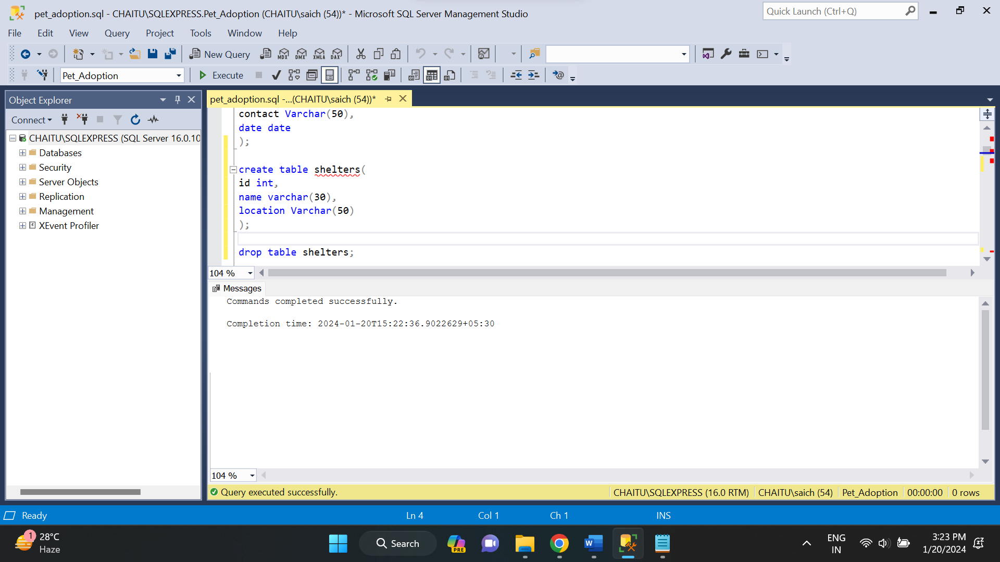 pet_adoption.sql - CHAITU\SQLEXPRESS.Pet_Adoption (CHAITU\saich (54))* - Microsoft SQL Server Management Studio
Quick Launch (Ctrl+Q)
File Edit View Query Project Tools Window Help
New Query MDX DMX XMLA DAX
Pet_Adoption Execute
Object Explorer
pet_adoption.sql -...(CHAITU\saich (54))*
Connect
CHAITU\SQLEXPRESS (SQL Server 16.0.10
Databases
Security
Server Objects
Replication
Management
XEvent Profiler
contact Varchar(50),
date date
);
create table shelters(
id int,
name varchar(30),
location Varchar(50)
);
drop table shelters;
104 %
Messages
Commands completed successfully.
Completion time: 2024-01-20T15:22:36.9022629+05:30
104 %
Query executed successfully.
CHAITU\SQLEXPRESS (16.0 RTM) CHAITU\saich (54) Pet_Adoption 00:00:00 0 rows
Ready Ln 4 Col 1 Ch 1 INS
1
28°C
Haze
Search
PRE
W
ENG
IN
3:23 PM
1/20/2024